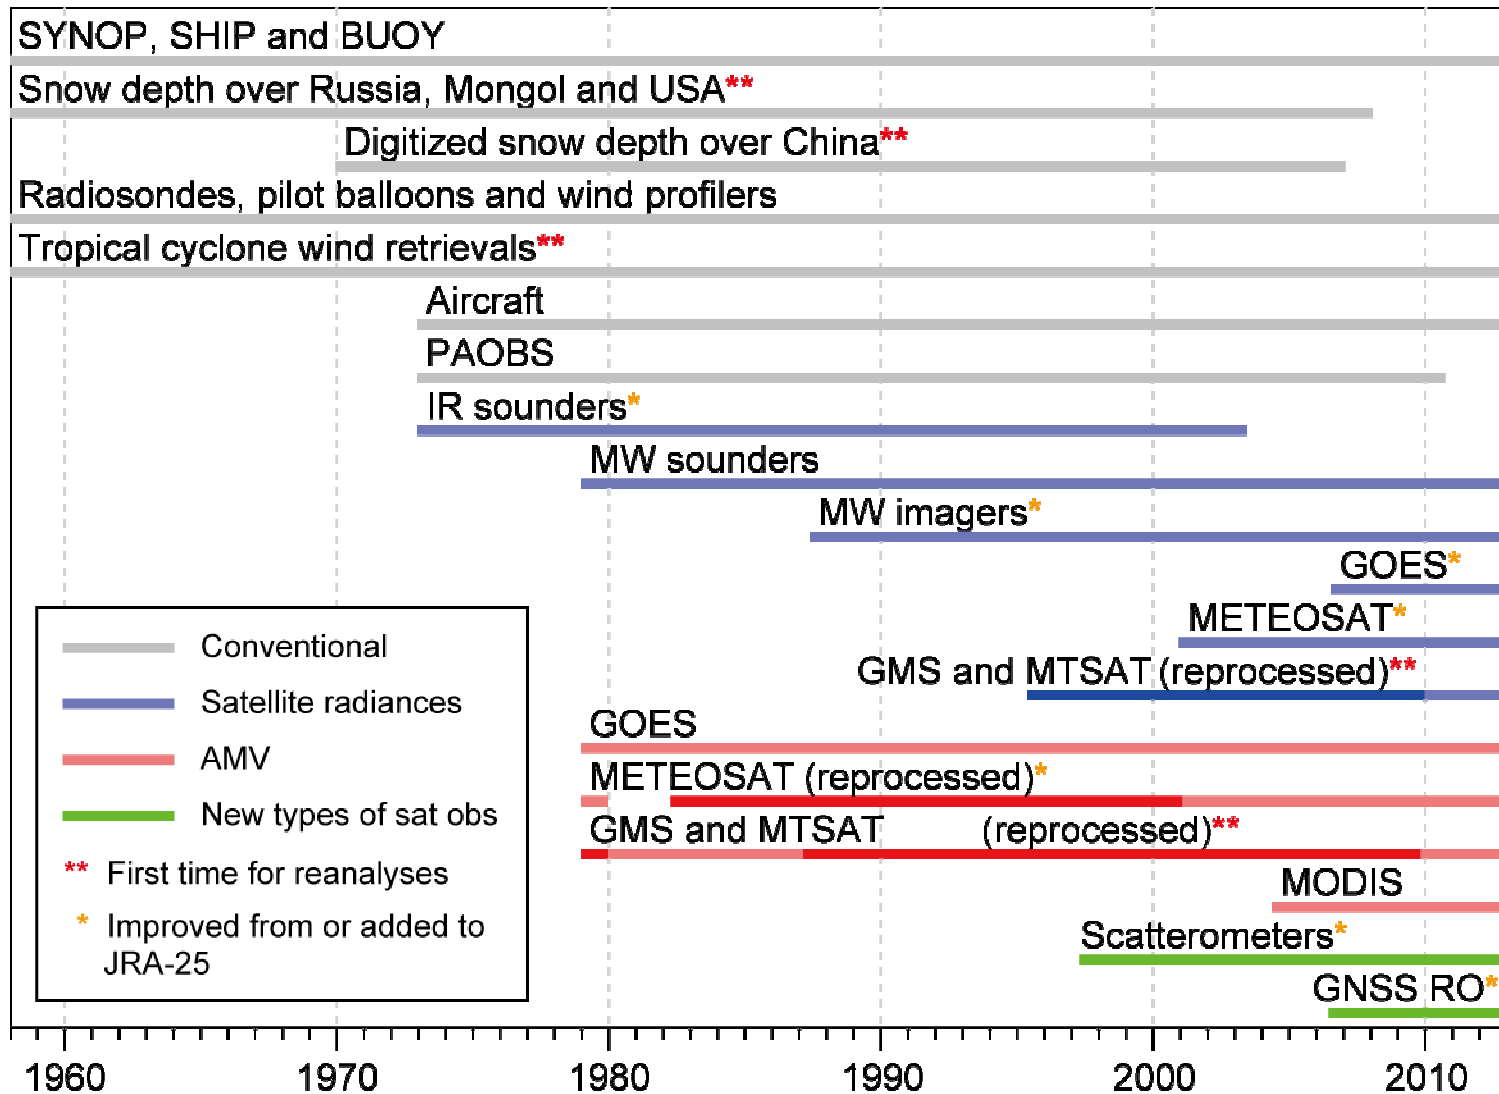 SYNOP, SHIP and BUOY
Snow depth over Russia, Mongol and USA**
Digitized snow depth over China**
Radiosondes, pilot balloons and wind profilers
Tropical cyclone wind retrievals**
Aircraft
PAOBS
IR sounders*
MW sounders
MW imagers*
GOES*
METEOSAT*
GMS and MTSAT (reprocessed)**
GOES
METEOSAT (reprocessed)*
GMS and MTSAT (reprocessed)**
MODIS
Scatterometers*
GNSS RO*
Conventional
Satellite radiances
AMV
New types of sat obs
** First time for reanalyses
* Improved from or added to
JRA-25
1960 1970 1980 1990 2000 2010